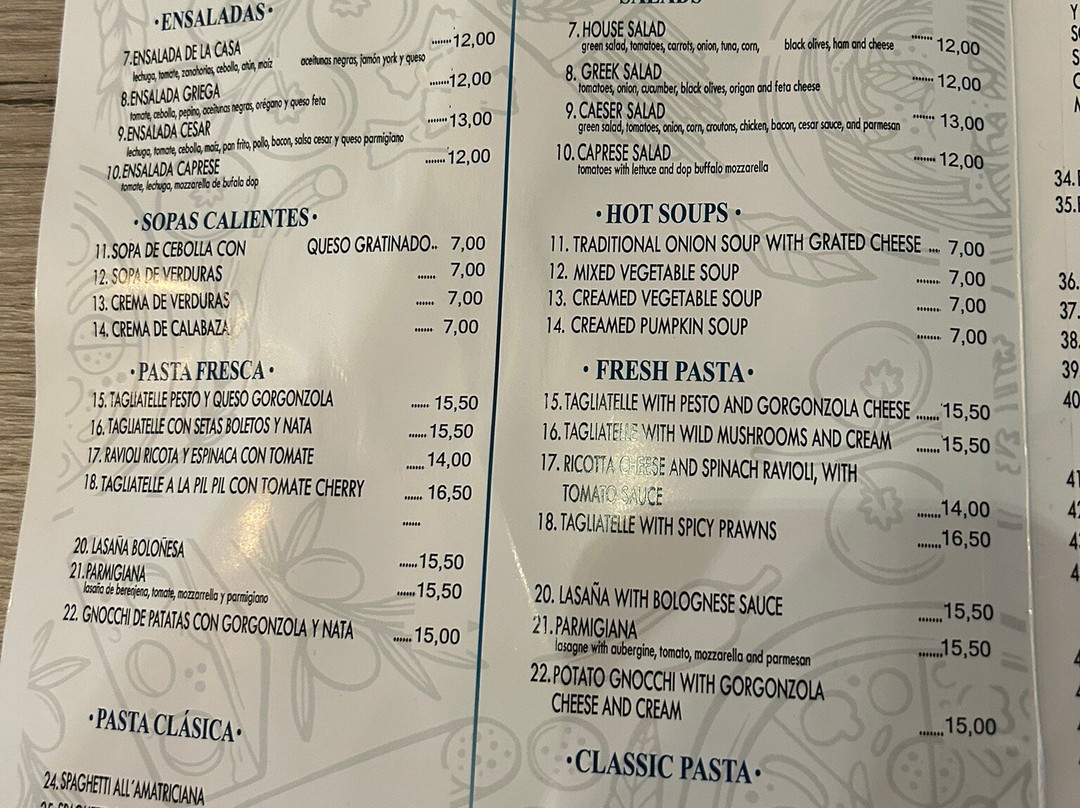 ·ENSALADAS·
7.ENSALADA DE LA CASA .......12,00
lechuga, tomate, zanahorias, cebolla, atún, maíz aceitunas negras, jamón york y queso
8.ENSALADA GRIEGA .......12,00
tomate, cebolla, pepino, aceitunas negras, orégano y queso feta
9.ENSALADA CESAR .......13,00
lechuga, tomate, cebolla, maíz, pan frito, pollo, bacon, salsa cesar y queso parmigiano
10.ENSALADA CAPRESE .......12,00
tomate, lechuga, mozzarella de bufala dop
·SOPAS CALIENTES·
11.SOPA DE CEBOLLA CON QUESO GRATINADO.. 7,00
12. SOPA DE VERDURAS ...... 7,00
13. CREMA DE VERDURAS ...... 7,00
14. CREMA DE CALABAZA ...... 7,00
·PASTA FRESCA·
15. TAGLIATELLE PESTO Y QUESO GORGONZOLA ...... 15,50
16. TAGLIATELLE CON SETAS BOLETOS Y NATA ...... 15,50
17. RAVIOLI RICOTA Y ESPINACA CON TOMATE ...... 14,00
18. TAGLIATELLE A LA PIL PIL CON TOMATE CHERRY ...... 16,50
......
20. LASAÑA BOLOÑESA ......15,50
21.PARMIGIANA ......15,50
lasaña de berenjena, tomate, mozzarrella y parmigiano
22. GNOCCHI DE PATATAS CON GORGONZOLA Y NATA ......15,00
·PASTA CLÁSICA·
24. SPAGHETTI ALL´AMATRICIANA
SALADS
7. HOUSE SALAD ...... 12,00
green salad, tomatoes, carrots, onion, tuna, corn, black olives, ham and cheese
8. GREEK SALAD ...... 12,00
tomatoes, onion, cucumber, black olives, origan and feta cheese
9. CAESER SALAD ...... 13,00
green salad, tomatoes, onion, corn, croutons, chicken, bacon, cesar sauce, and parmesan
10. CAPRESE SALAD ...... 12,00
tomatoes with lettuce and dop buffalo mozzarella
·HOT SOUPS ·
11. TRADITIONAL ONION SOUP WITH GRATED CHEESE ... 7,00
12. MIXED VEGETABLE SOUP ....... 7,00
13. CREAMED VEGETABLE SOUP ....... 7,00
14. CREAMED PUMPKIN SOUP ....... 7,00
· FRESH PASTA·
15. TAGLIATELLE WITH PESTO AND GORGONZOLA CHEESE .......15,50
16. TAGLIATELLE WITH WILD MUSHROOMS AND CREAM .......15,50
17. RICOTTA CHEESE AND SPINACH RAVIOLI, WITH
TOMATO SAUCE .......14,00
18. TAGLIATELLE WITH SPICY PRAWNS .......16,50
20. LASAÑA WITH BOLOGNESE SAUCE .......15,50
21.PARMIGIANA .......15,50
lasagne with aubergine, tomato, mozzarella and parmesan
22.POTATO GNOCCHI WITH GORGONZOLA
CHEESE AND CREAM .......15,00
·CLASSIC PASTA·
34.
35.
36.
37.
38.
39
40